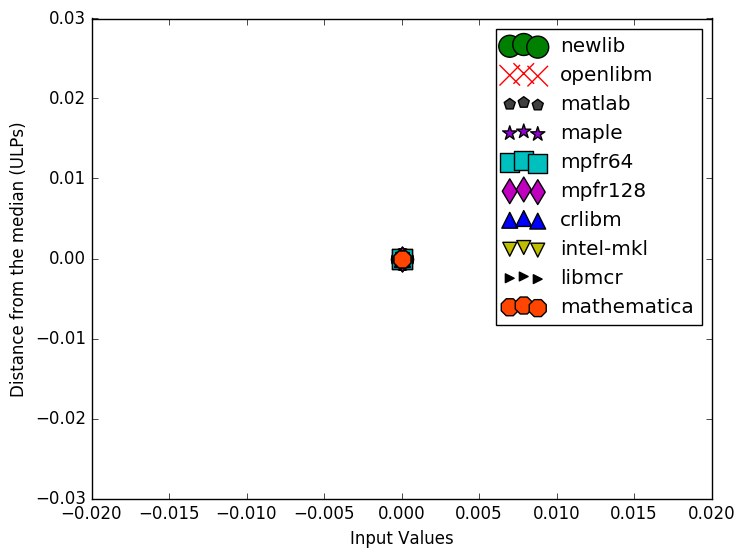 0.03
0.02
0.01
0.00
−0.01
−0.02
−0.03
Distance from the median (ULPs)
newlib
openlibm
matlab
maple
mpfr64
mpfr128
crlibm
intel-mkl
libmcr
mathematica
−0.020 −0.015 −0.010 −0.005 0.000 0.005 0.010 0.015 0.020
Input Values